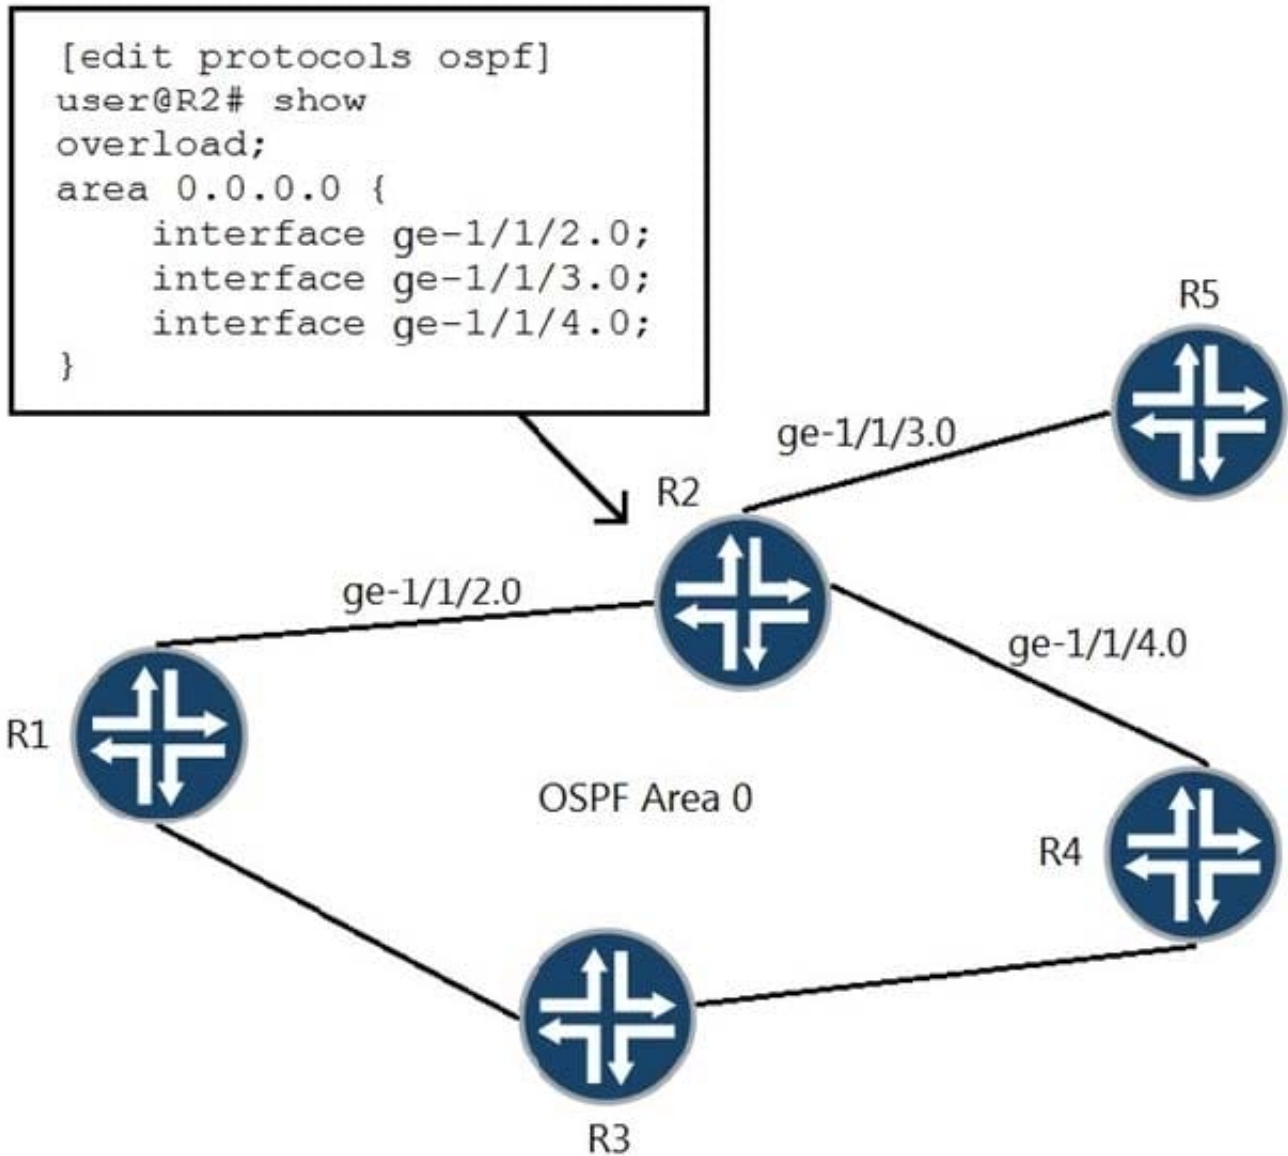 [edit protocols ospf]
user@R2# show
overload;
area 0.0.0.0 {
interface ge-1/1/2.0;
interface ge-1/1/3.0;
interface ge-1/1/4.0;
}
R5
ge-1/1/3.0
R2
ge-1/1/2.0
ge-1/1/4.0
R1
OSPF Area 0
R4
R3